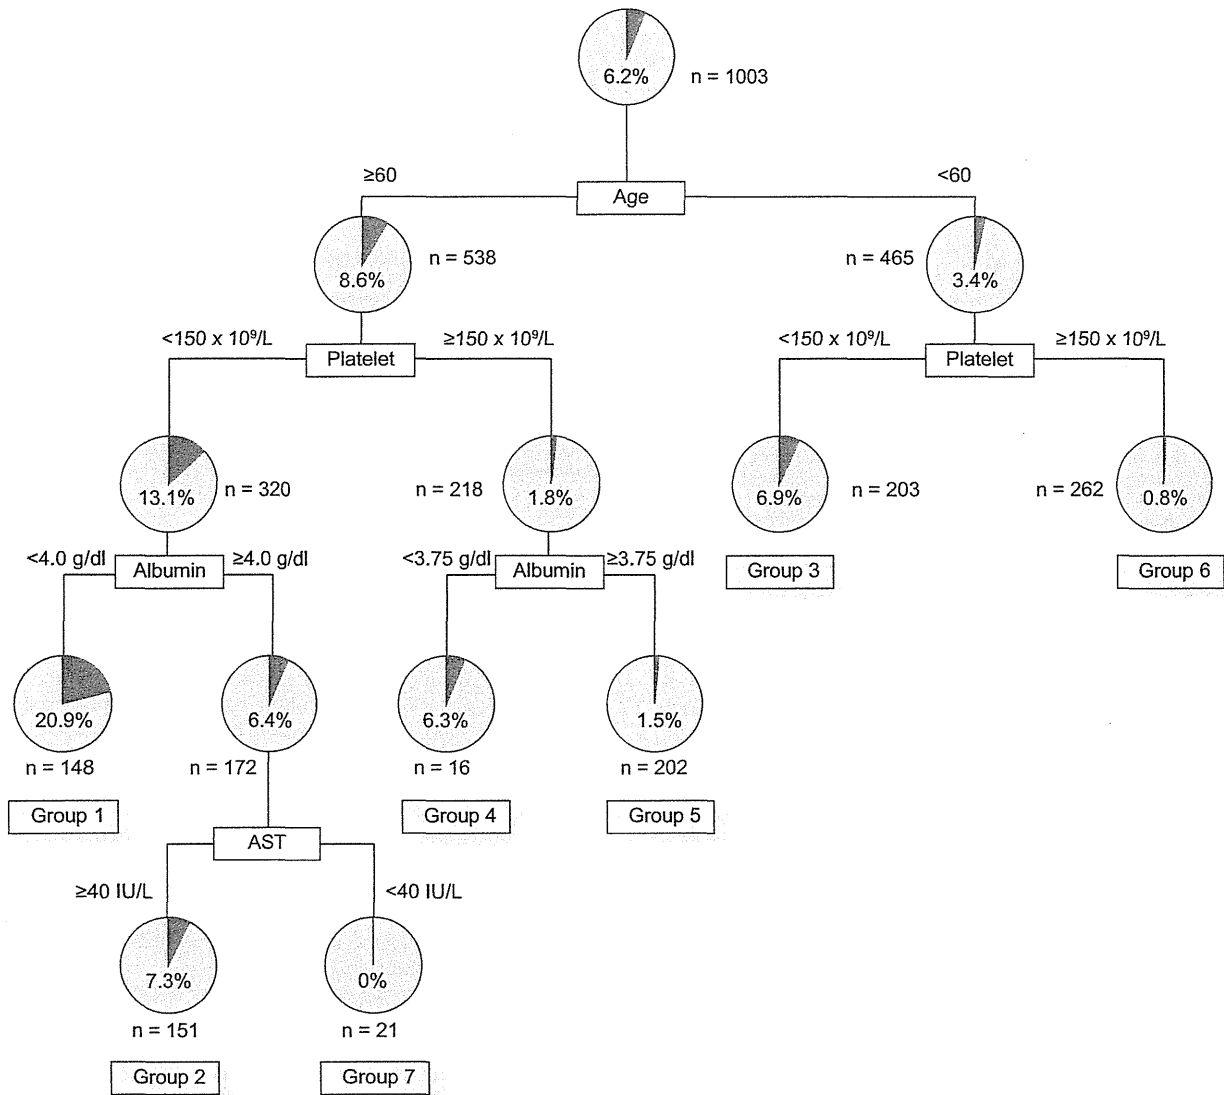 6.2%
n = 1003
≥60
Age
<60
8.6%
n = 538
n = 465
3.4%
<150 x 10⁹/L
Platelet
≥150 x 10⁹/L
<150 x 10⁹/L
Platelet
≥150 x 10⁹/L
13.1%
n = 320
n = 218
1.8%
6.9%
n = 203
n = 262
0.8%
<4.0 g/dl
Albumin
≥4.0 g/dl
<3.75 g/dl
Albumin
≥3.75 g/dl
Group 3
Group 6
20.9%
6.4%
6.3%
1.5%
n = 148
n = 172
n = 16
n = 202
Group 1
Group 4
Group 5
AST
≥40 IU/L
<40 IU/L
7.3%
0%
n = 151
n = 21
Group 2
Group 7